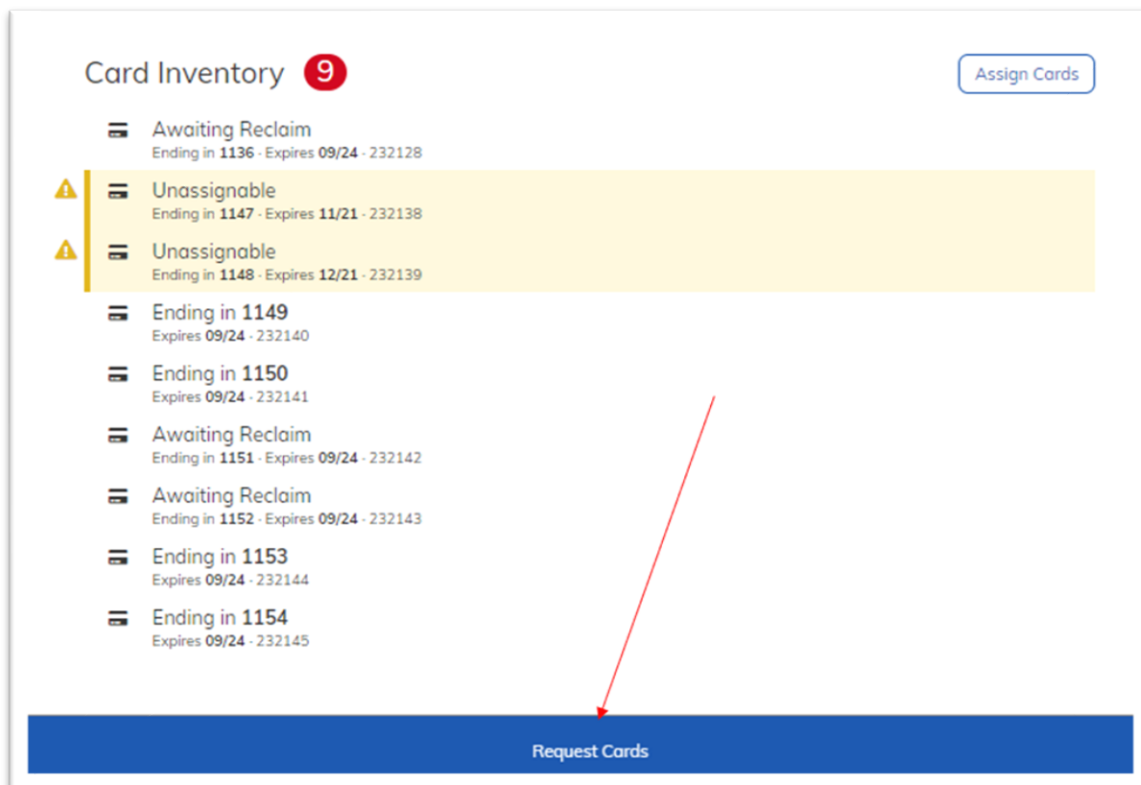 Card Inventory 9
Assign Cards
Awaiting Reclaim
Ending in 1136 · Expires 09/24 · 232128
Unassignable
Ending in 1147 · Expires 11/21 · 232138
Unassignable
Ending in 1148 · Expires 12/21 · 232139
Ending in 1149
Expires 09/24 · 232140
Ending in 1150
Expires 09/24 · 232141
Awaiting Reclaim
Ending in 1151 · Expires 09/24 · 232142
Awaiting Reclaim
Ending in 1152 · Expires 09/24 · 232143
Ending in 1153
Expires 09/24 · 232144
Ending in 1154
Expires 09/24 · 232145
Request Cards